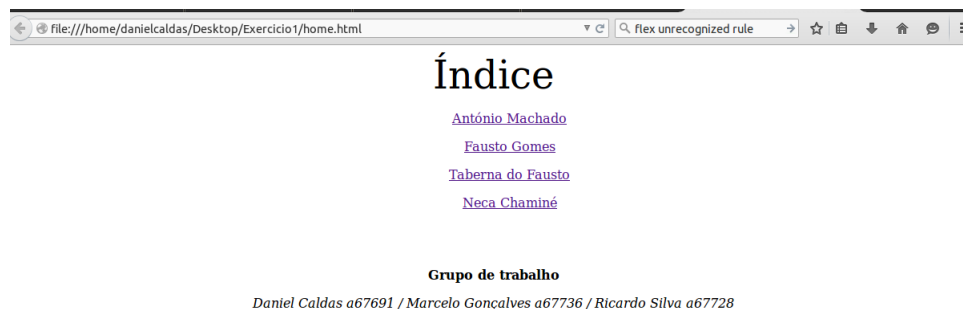 file:///home/danielcaldas/Desktop/Exercicio1/home.html
flex unrecognized rule
Índice
António Machado
Fausto Gomes
Taberna do Fausto
Neca Chaminé
Grupo de trabalho
Daniel Caldas a67691 / Marcelo Gonçalves a67736 / Ricardo Silva a67728